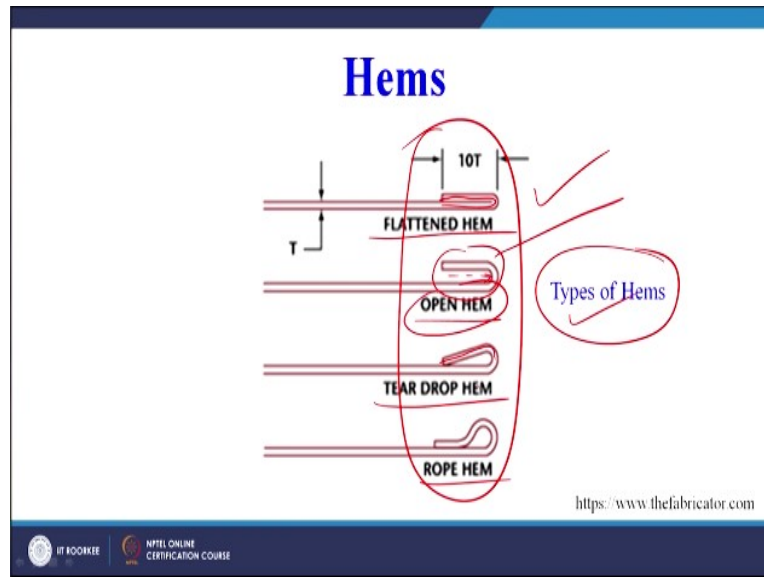 Hems
10T
FLATTENED HEM
T
OPEN HEM
Types of Hems
TEAR DROP HEM
ROPE HEM
https://www.thefabricator.com
IIT ROORKEE
NPTEL ONLINE
CERTIFICATION COURSE